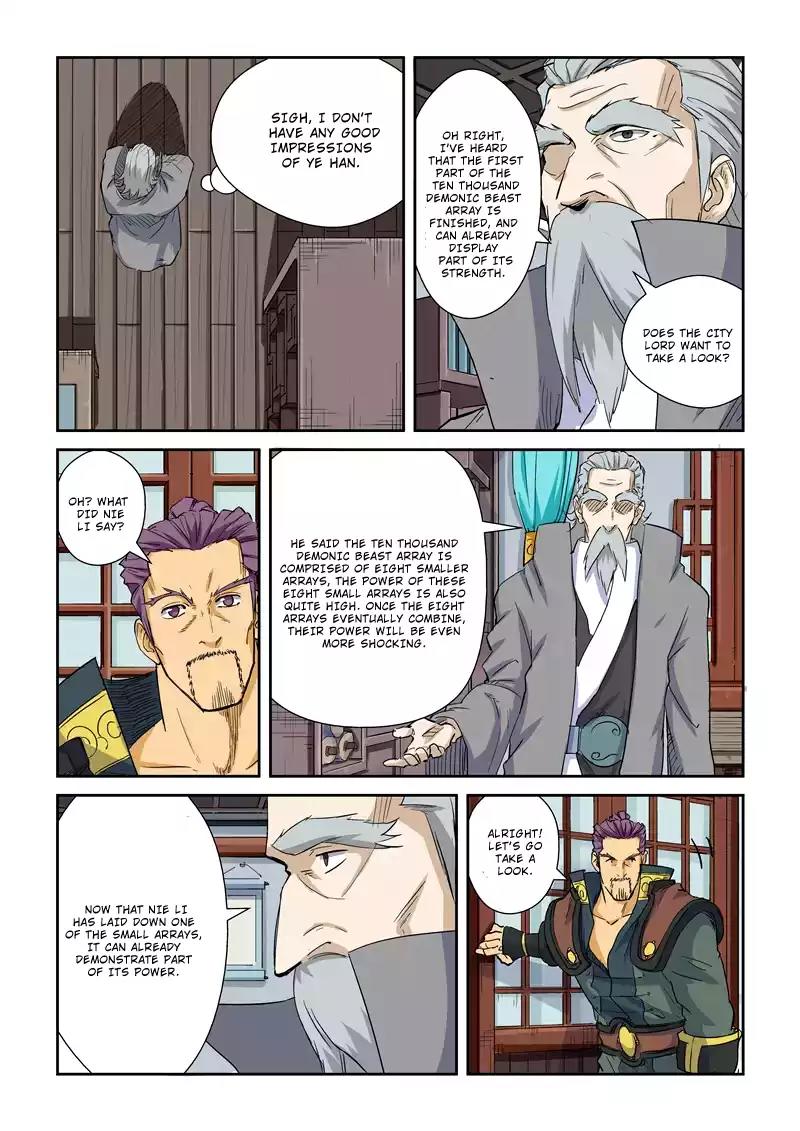 SIGH, I DON'T
HAVE ANY GOOD
IMPRESSIONS
OF YE HAN.
OH RIGHT,
I'VE HEARD
THAT THE FIRST
PART OF THE
TEN THOUSAND
DEMONIC BEAST
ARRAY IS
FINISHED, AND
CAN ALREADY
DISPLAY
PART OF ITS
STRENGTH.
DOES THE CITY
LORD WANT TO
TAKE A LOOK?
OH? WHAT
DID NIE
LI SAY?
HE SAID THE TEN THOUSAND
DEMONIC BEAST ARRAY IS
COMPRISED OF EIGHT SMALLER
ARRAYS, THE POWER OF THESE
EIGHT SMALL ARRAYS IS ALSO
QUITE HIGH. ONCE THE EIGHT
ARRAYS EVENTUALLY COMBINE,
THEIR POWER WILL BE EVEN
MORE SHOCKING.
NOW THAT NIE LI
HAS LAID DOWN ONE
OF THE SMALL ARRAYS,
IT CAN ALREADY
DEMONSTRATE PART
OF ITS POWER.
ALRIGHT!
LET'S GO
TAKE A
LOOK.